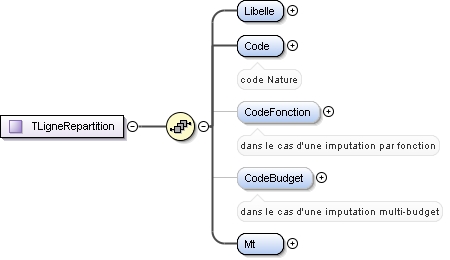 Libelle
Code
code Nature
TLigneRepartition
CodeFonction
dans le cas d'une imputation par fonction
CodeBudget
dans le cas d'une imputation multi-budget
Mt